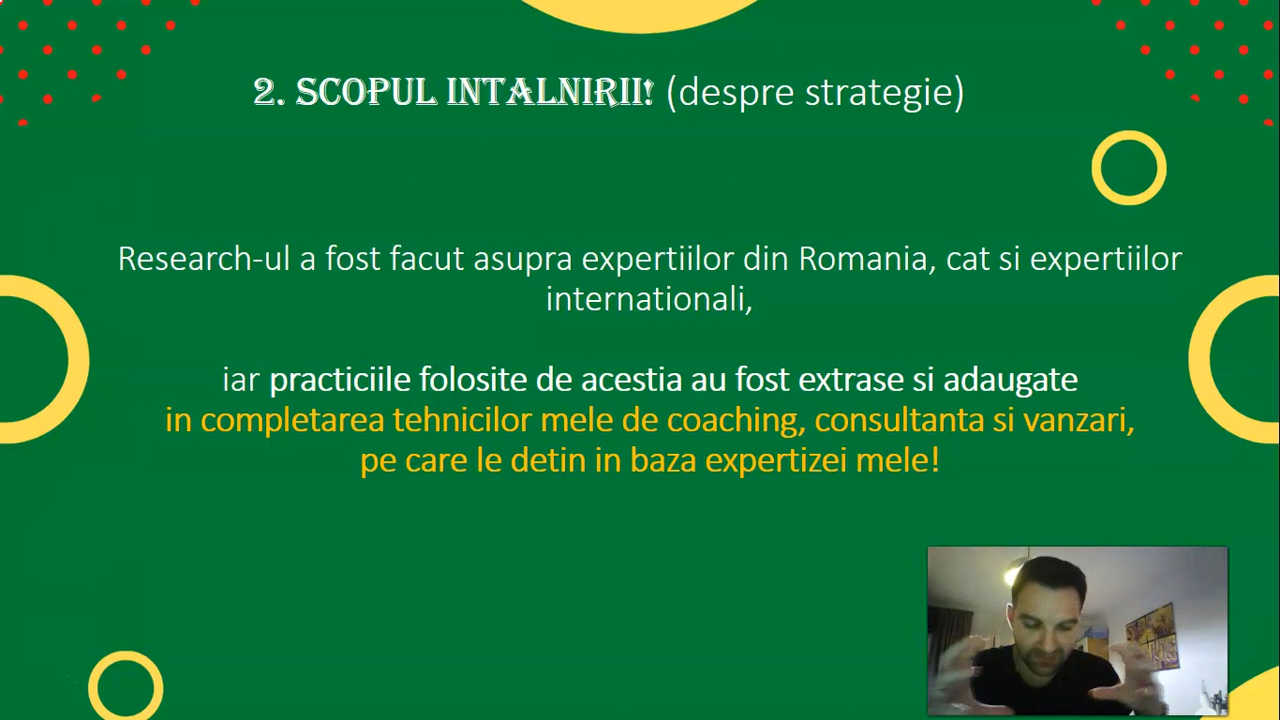 2. SCOPUL INTALNIRII! (despre strategie)
Research-ul a fost facut asupra expertiilor din Romania, cat si expertiilor
internationali,
iar practiciile folosite de acestia au fost extrase si adaugate
in completarea tehnicilor mele de coaching, consultanta si vanzari,
pe care le detin in baza expertizei mele!